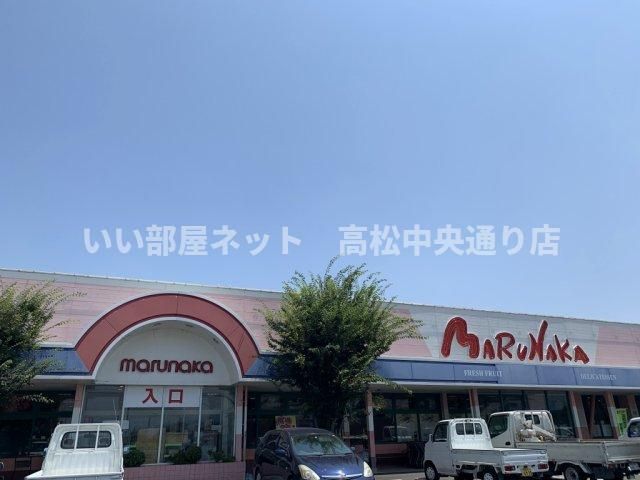 いい部屋ネット　高松中央通り店
marunaka
MARUNAKA
入口
FRESH FRUIT
DELICATESSEN